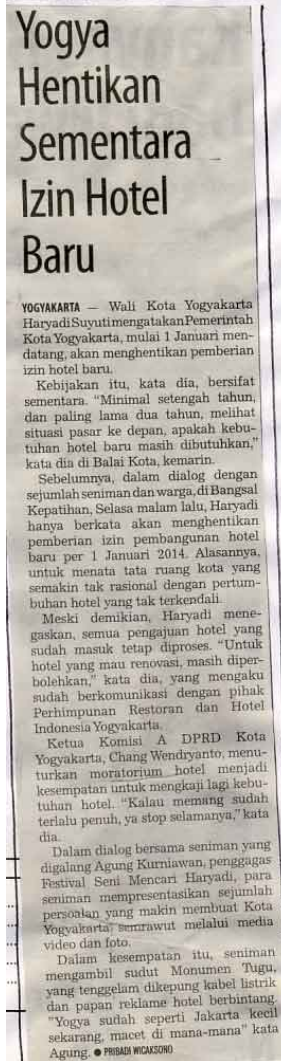 Yogya
Hentikan
Sementara
Izin Hotel
Baru
YOGYAKARTA — Wali Kota Yogyakarta
Haryadi Suyuti mengatakan Pemerintah
Kota Yogyakarta, mulai 1 Januari men-
datang, akan menghentikan pemberian
izin hotel baru.
Kebijakan itu, kata dia, bersifat
sementara. “Minimal setengah tahun,
dan paling lama dua tahun, melihat
situasi pasar ke depan, apakah kebu-
tuhan hotel baru masih dibutuhkan,”
kata dia di Balai Kota, kemarin.
Sebelumnya, dalam dialog dengan
sejumlah seniman dan warga, di Bangsal
Kepatihan, Selasa malam lalu, Haryadi
hanya berkata akan menghentikan
pemberian izin pembangunan hotel
baru per 1 Januari 2014. Alasannya,
untuk menata tata ruang kota yang
semakin tak rasional dengan pertum-
buhan hotel yang tak terkendali.
Meski demikian, Haryadi mene-
gaskan, semua pengajuan hotel yang
sudah masuk tetap diproses. “Untuk
hotel yang mau renovasi, masih diper-
bolehkan,” kata dia, yang mengaku
sudah berkomunikasi dengan pihak
Perhimpunan Restoran dan Hotel
Indonesia Yogyakarta.
Ketua Komisi A DPRD Kota
Yogyakarta, Chang Wendryanto, menu-
turkan moratorium hotel menjadi
kesempatan untuk mengkaji lagi kebu-
tuhan hotel. “Kalau memang sudah
terlalu penuh, ya stop selamanya,” kata
dia.
Dalam dialog bersama seniman yang
digalang Agung Kurniawan, penggagas
Festival Seni Mencari Haryadi, para
seniman mempresentasikan sejumlah
persoalan yang makin membuat Kota
Yogyakarta semrawut melalui media
video dan foto.
Dalam kesempatan itu, seniman
mengambil sudut Monumen Tugu,
yang tenggelam dikepung kabel listrik
dan papan reklame hotel berbintang.
“Yogya sudah seperti Jakarta kecil
sekarang, macet di mana-mana” kata
Agung. ● PRIBADI WICAKSONO